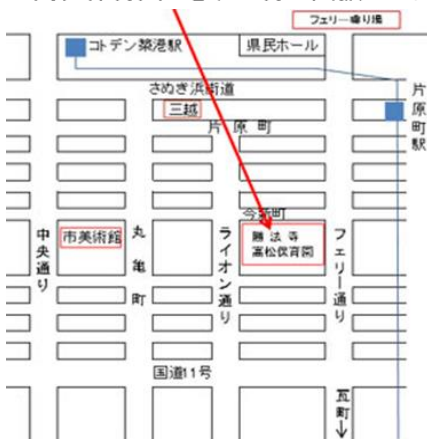 フェリー乗り場
コトデン築港駅
県民ホール
さぬき浜街道
三越
片原町
片原町駅
今新町
中央通り
市美術館
丸亀町
ライオン通り
勝法寺
高松保育園
フェリー通り
国道11号
瓦町